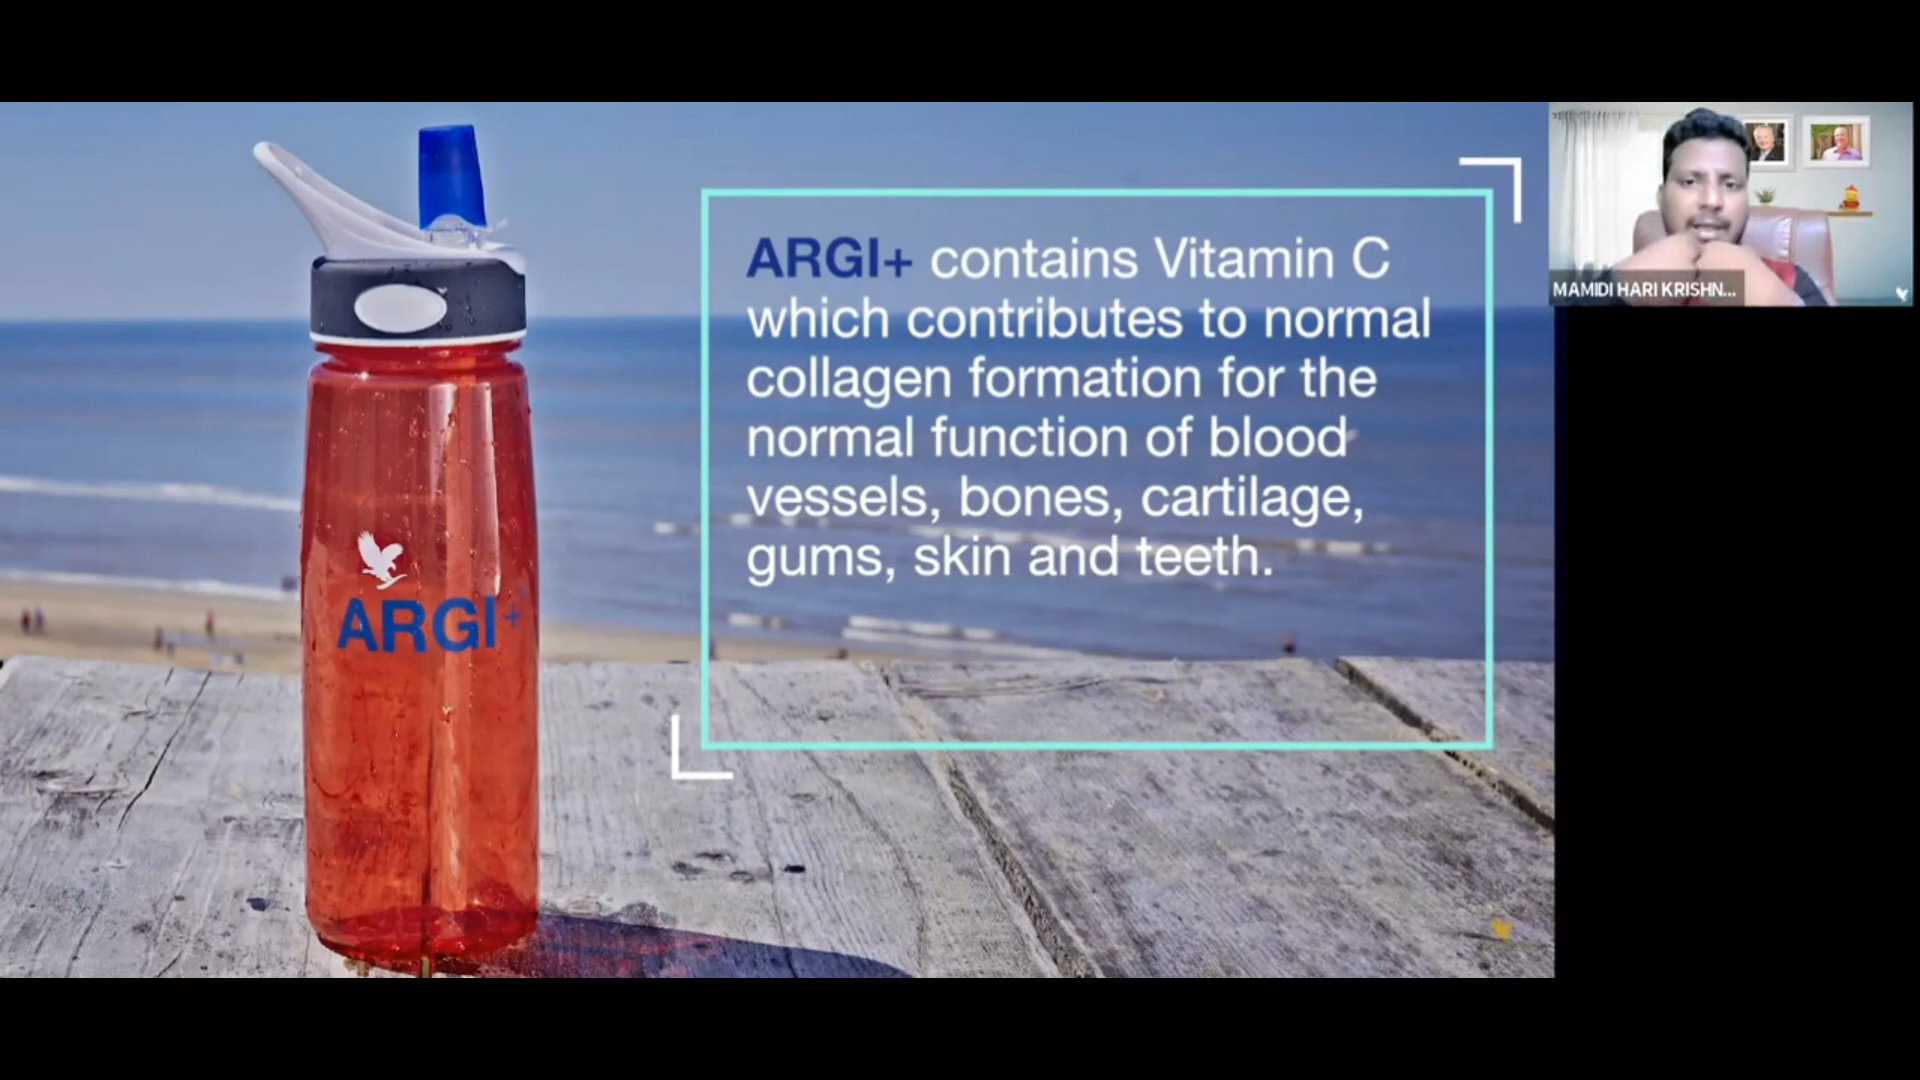 ARGI+ contains Vitamin C
which contributes to normal
collagen formation for the
normal function of blood
vessels, bones, cartilage,
gums, skin and teeth.
ARGI+
MAMIDI HARI KRISHN...